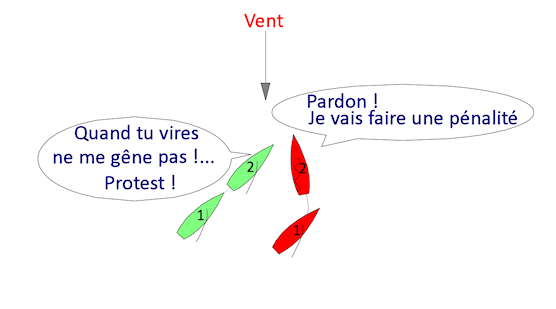 Vent
Pardon !
Je vais faire une pénalité
Quand tu vires
ne me gêne pas !...
Protest !
2
2
1
1